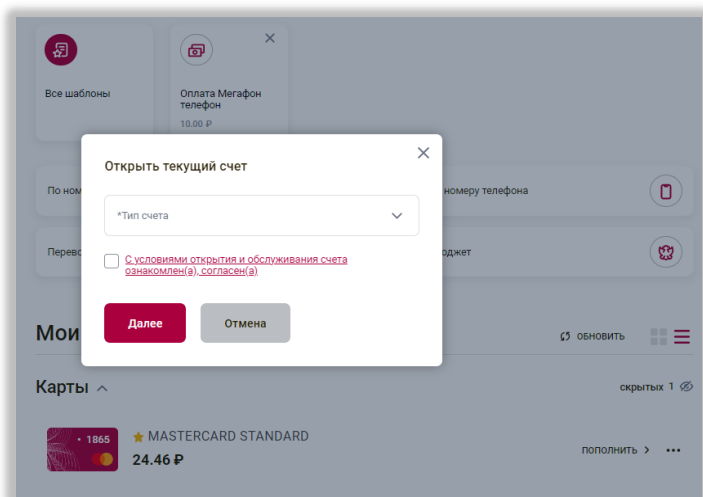 Все шаблоны
Оплата Мегафон
телефон
10.00 ₽
Открыть текущий счет
По ном
номеру телефона
*Тип счета
Перево
юджет
С условиями открытия и обслуживания счета
ознакомлен(а), согласен(а)
Далее
Отмена
Мои
ОБНОВИТЬ
Карты
скрытых 1
1865
MASTERCARD STANDARD
24.46 ₽
ПОПОЛНИТЬ